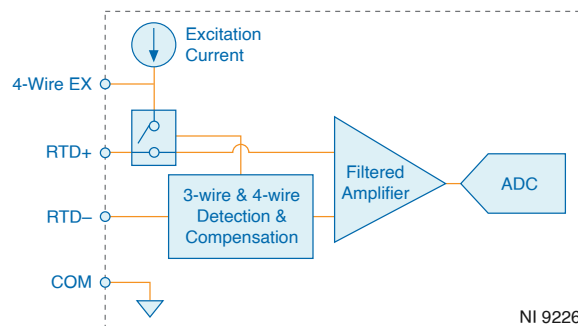 Excitation
Current
4-Wire EX
RTD+
RTD–
COM
3-wire & 4-wire
Detection &
Compensation
Filtered
Amplifier
ADC
NI 9226